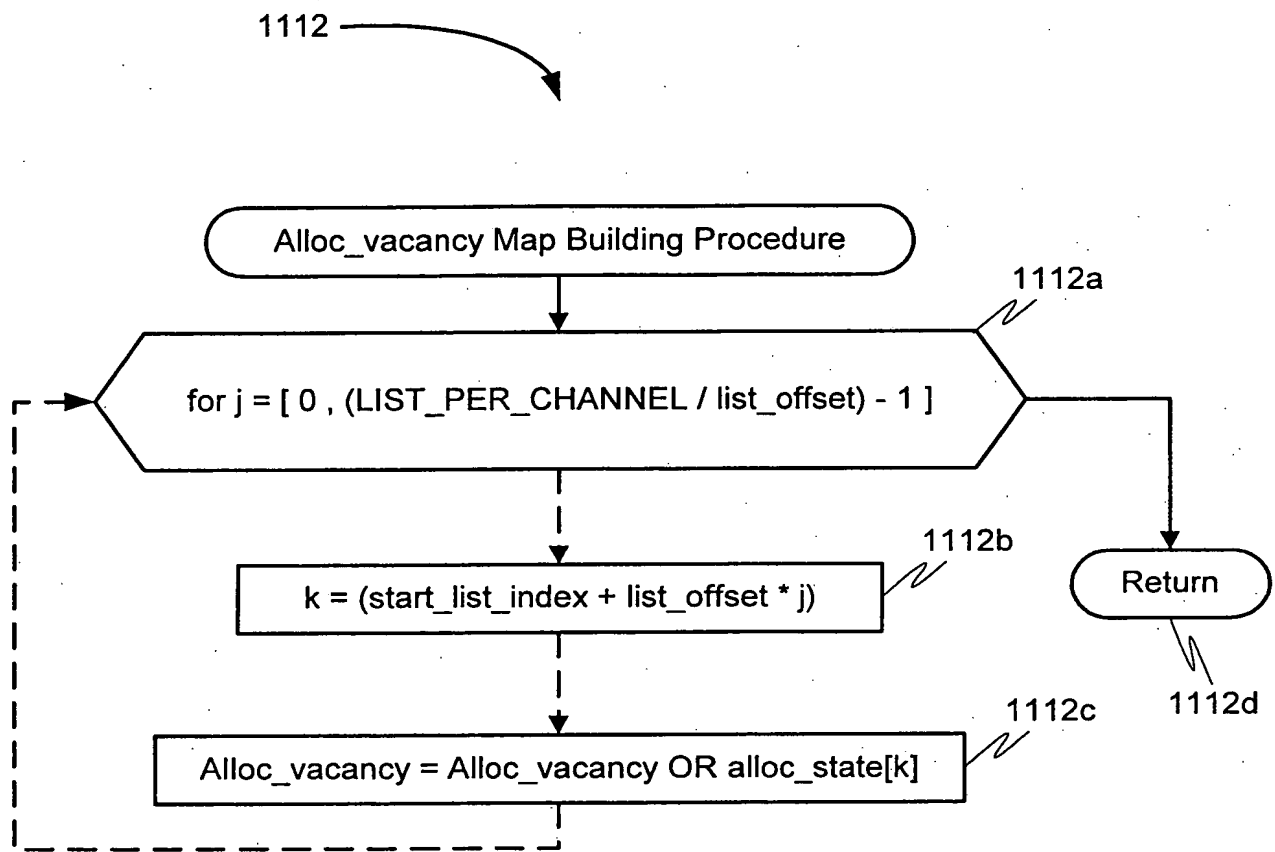 1112
Alloc_vacancy Map Building Procedure
1112a
for j = [ 0 , (LIST_PER_CHANNEL / list_offset) - 1 ]
1112b
k = (start_list_index + list_offset * j)
Return
1112d
1112c
Alloc_vacancy = Alloc_vacancy OR alloc_state[k]